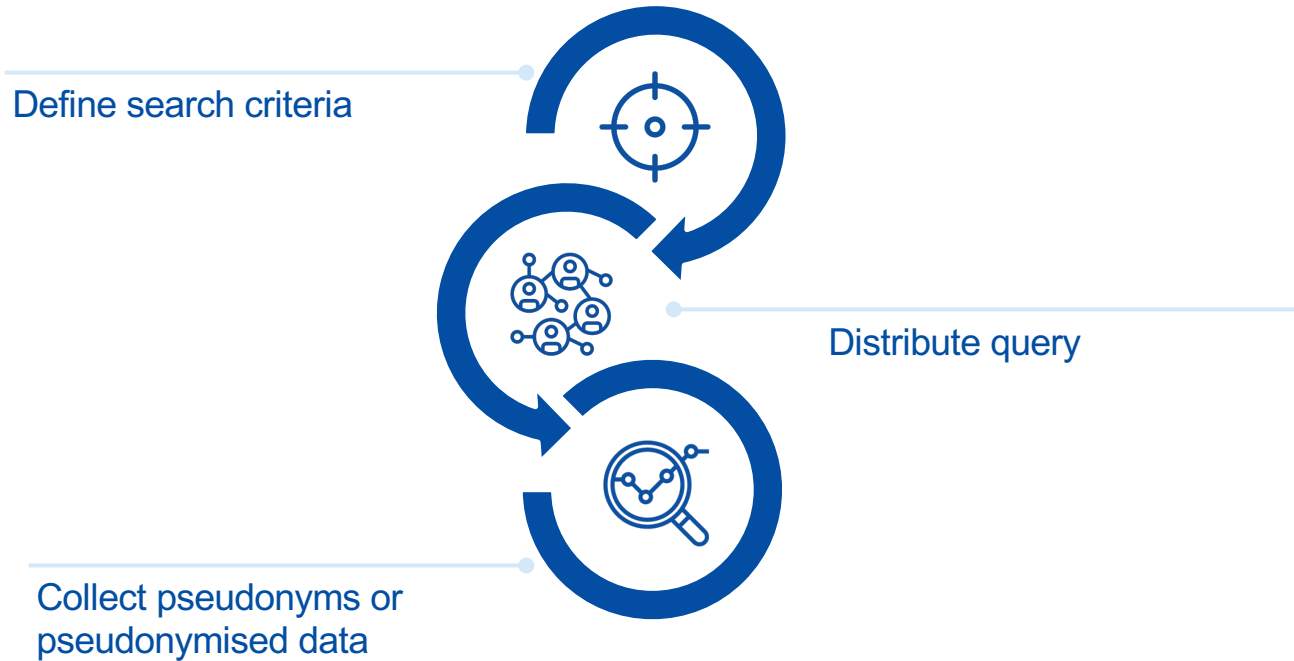 Define search criteria
Distribute query
Collect pseudonyms or
pseudonymised data